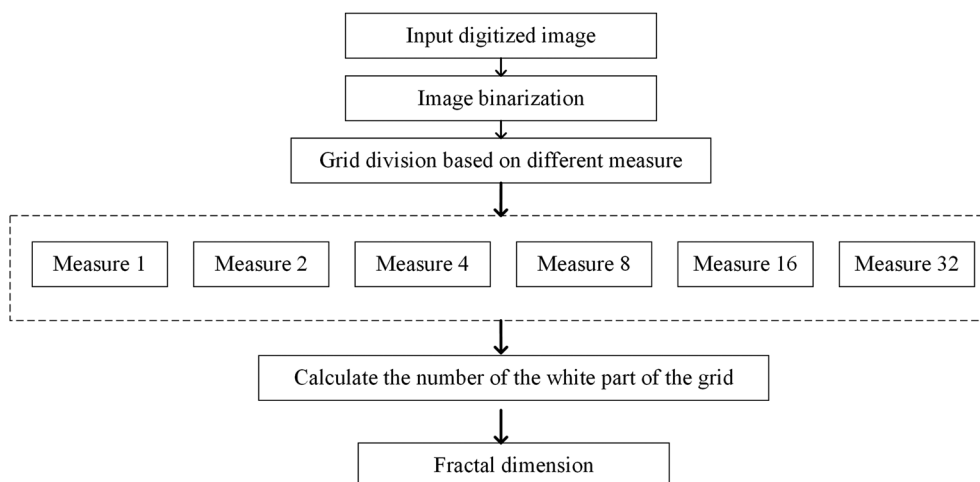 Input digitized image
Image binarization
Grid division based on different measure
Measure 1
Measure 2
Measure 4
Measure 8
Measure 16
Measure 32
Calculate the number of the white part of the grid
Fractal dimension